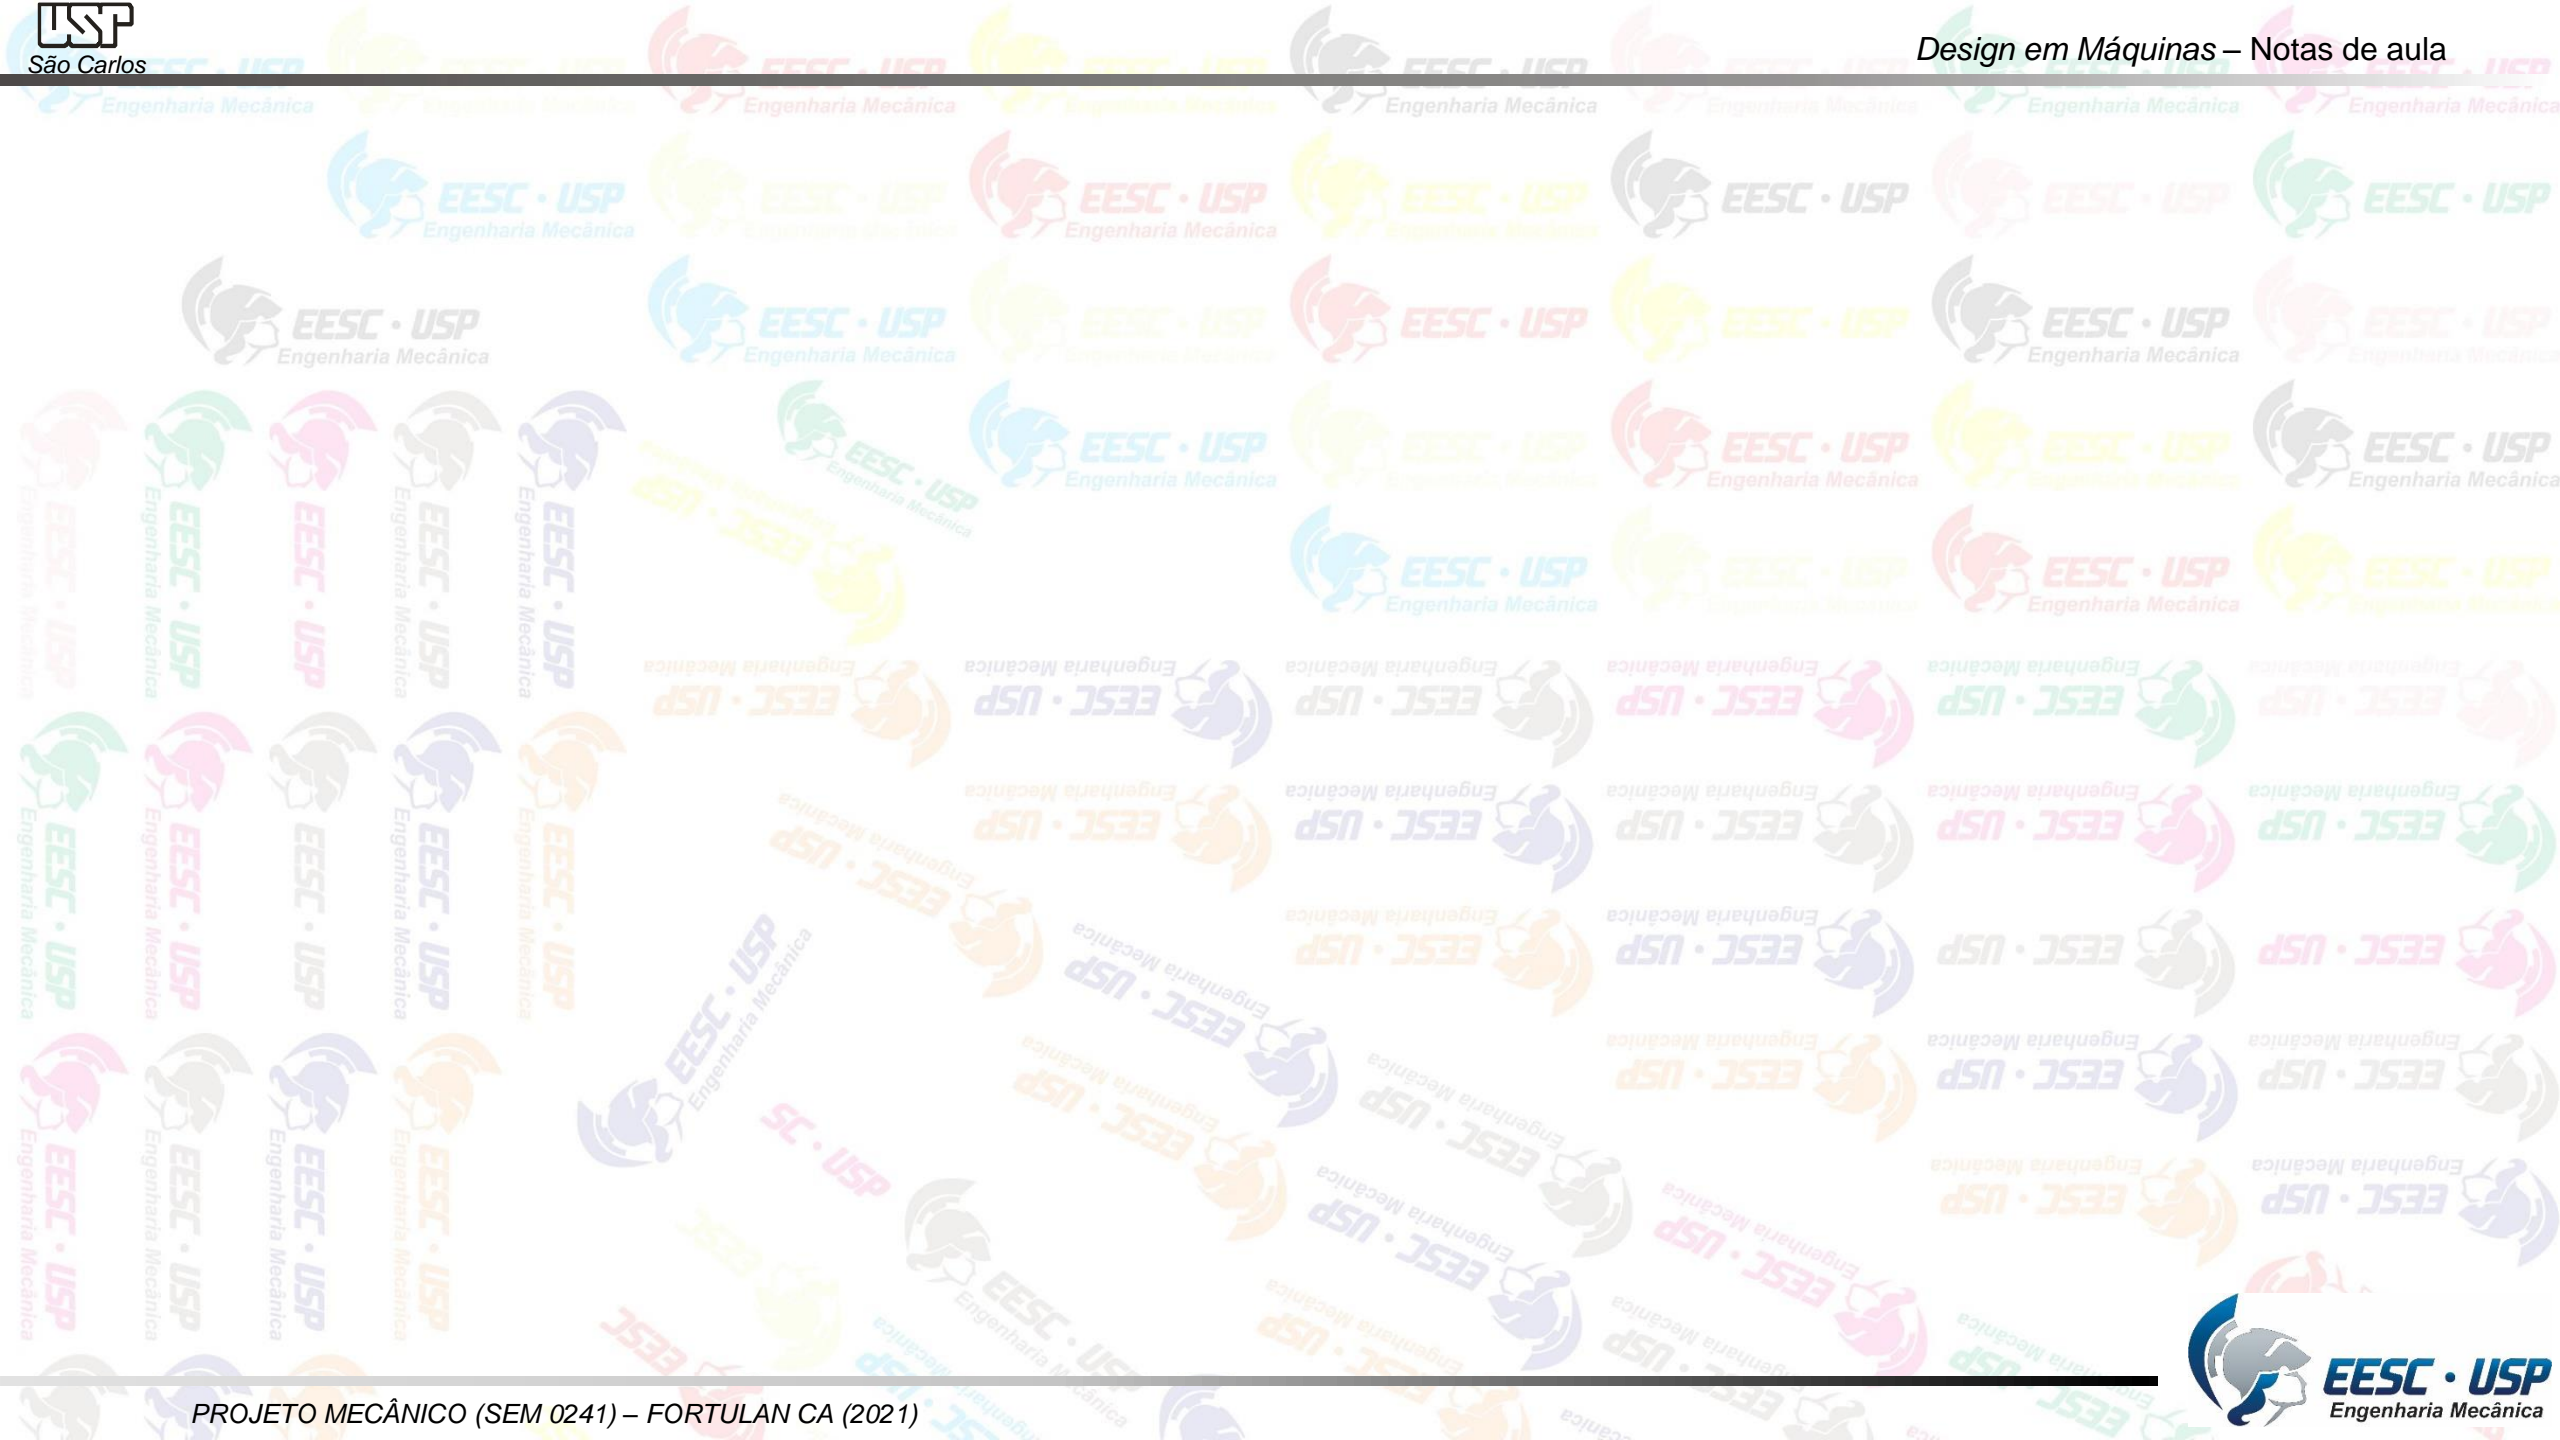 USP
São Carlos
Design em Máquinas – Notas de aula
PROJETO MECÂNICO (SEM 0241) – FORTULAN CA (2021)
EESC · USP
Engenharia Mecânica